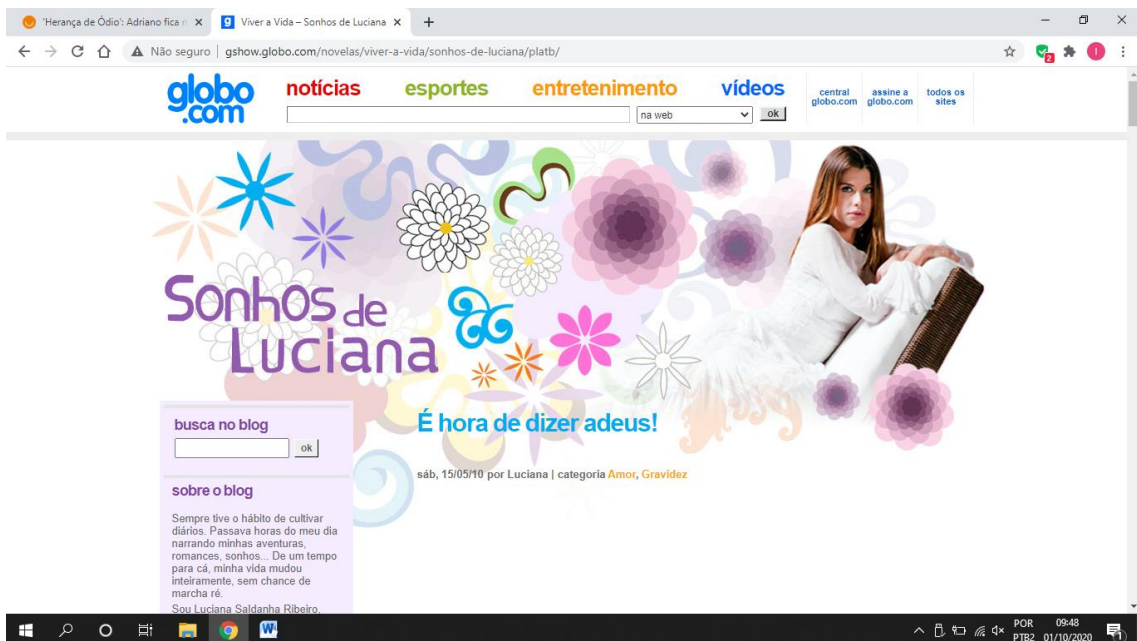 'Herança de Ódio': Adriano fica n
Viver a Vida – Sonhos de Luciana
Não seguro | gshow.globo.com/novelas/viver-a-vida/sonhos-de-luciana/platb/
globo
.com
notícias esportes entretenimento vídeos
na web ok
central
globo.com
assine a
globo.com
todos os
sites
Sonhos de
Luciana
busca no blog
ok
sobre o blog
Sempre tive o hábito de cultivar
diários. Passava horas do meu dia
narrando minhas aventuras,
romances, sonhos... De um tempo
para cá, minha vida mudou
inteiramente, sem chance de
marcha ré.
Sou Luciana Saldanha Ribeiro,
É hora de dizer adeus!
sáb, 15/05/10 por Luciana | categoria Amor, Gravidez
POR
PTB2
09:48
01/10/2020